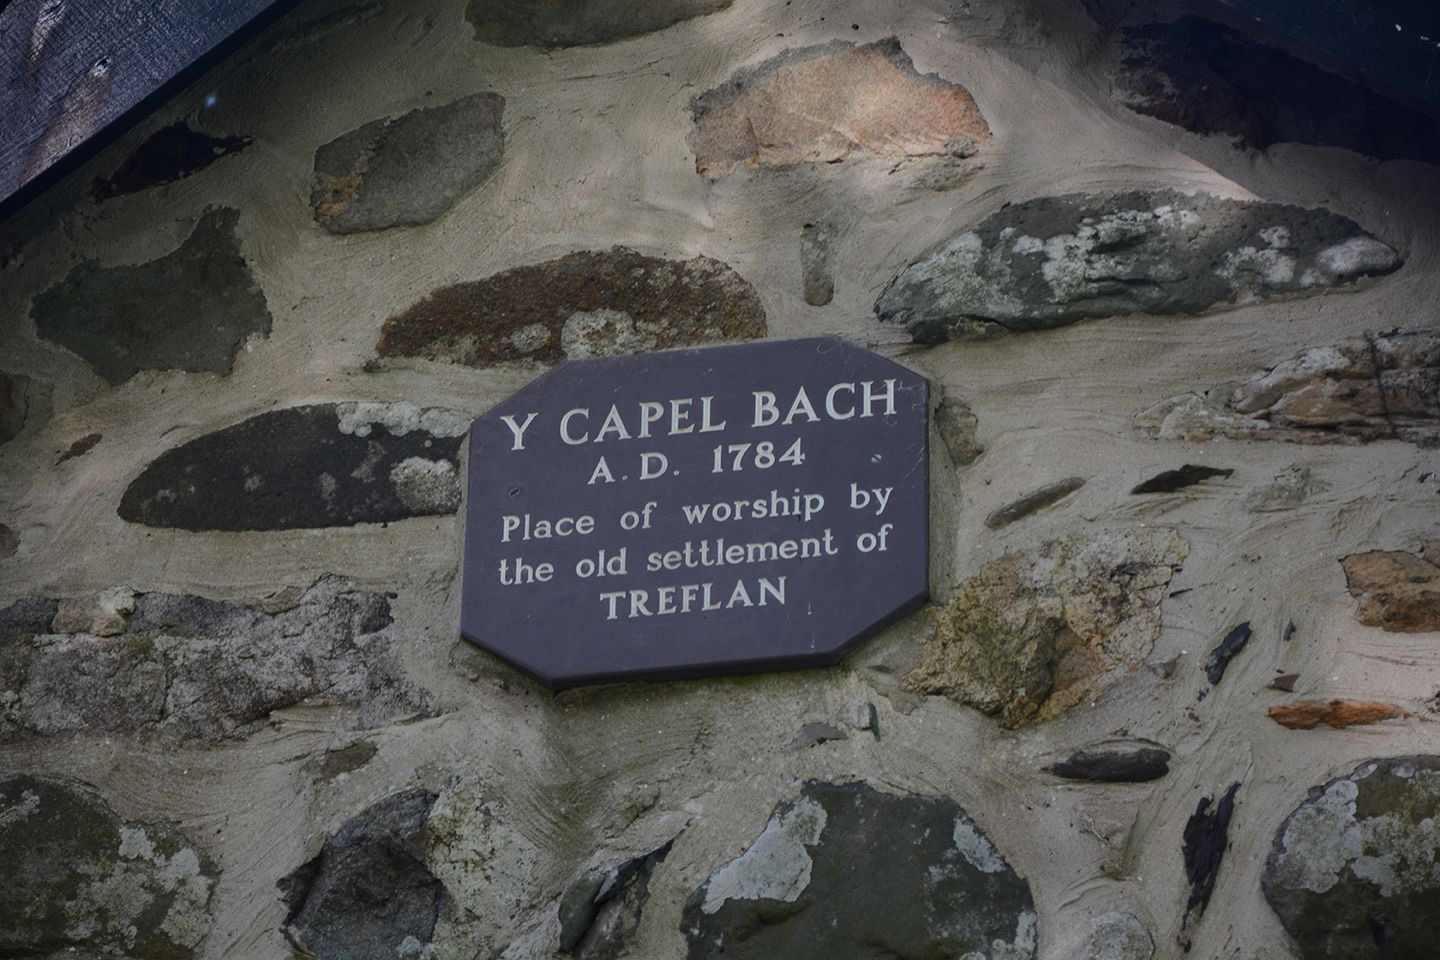 Y CAPEL BACH
A.D. 1784
Place of worship by
the old settlement of
TREFLAN